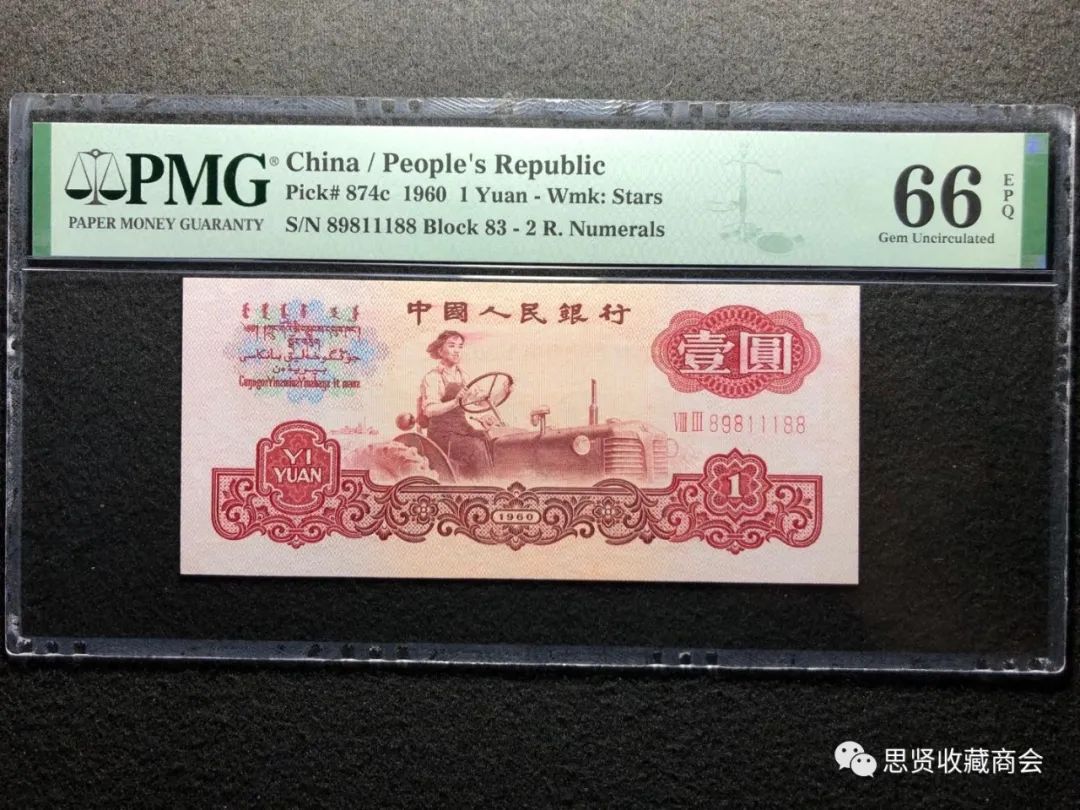 PMG®
PAPER MONEY GUARANTY
China / People's Republic
Pick# 874c 1960 1 Yuan - Wmk: Stars
S/N 89811188 Block 83 - 2 R. Numerals
66
EPQ
Gem Uncirculated
中國人民銀行
壹圓
VIII III 89811188
YI
YUAN
1960
1
思贤收藏商会